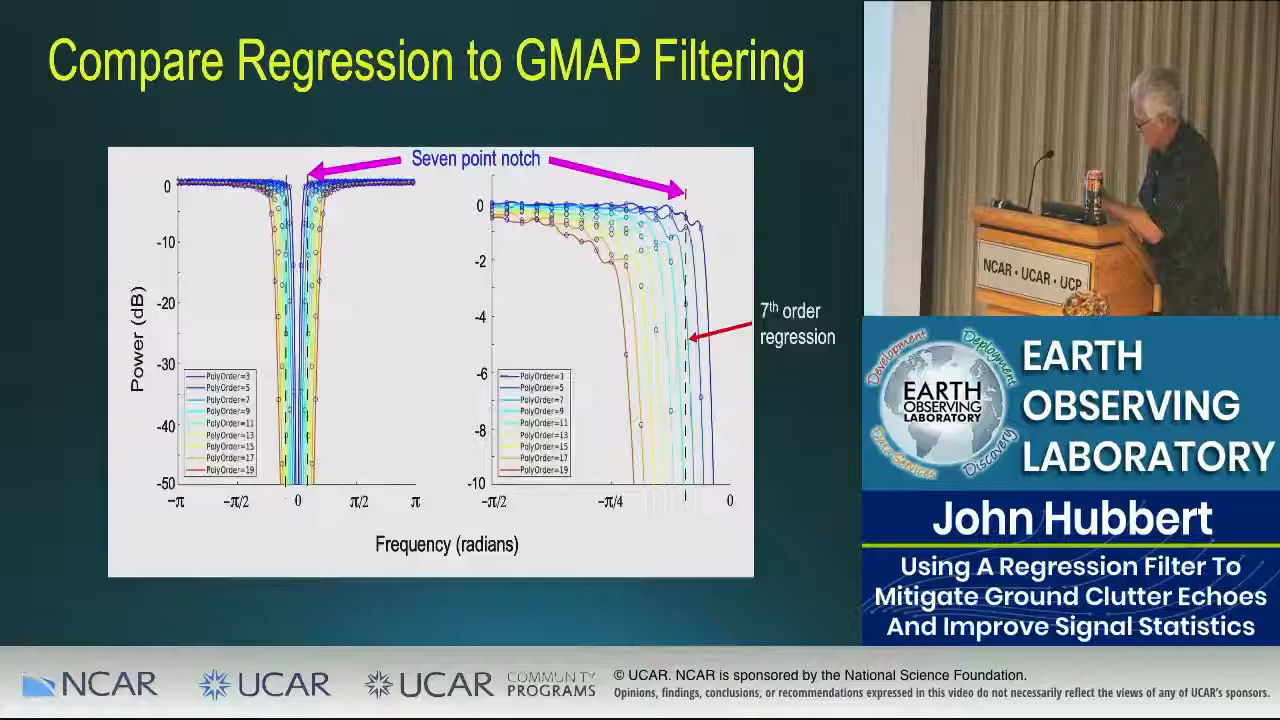 Compare Regression to GMAP Filtering
Seven point notch
0
-10
-20
-30
-40
-50
Power (dB)
PolyOrder=3
PolyOrder=5
PolyOrder=7
PolyOrder=9
PolyOrder=11
PolyOrder=13
PolyOrder=15
PolyOrder=17
PolyOrder=19
-π
-π/2
0
π/2
π
0
-2
-4
-6
-8
-10
PolyOrder=3
PolyOrder=5
PolyOrder=7
PolyOrder=9
PolyOrder=11
PolyOrder=13
PolyOrder=15
PolyOrder=17
PolyOrder=19
-π/2
-π/4
0
7th order
regression
Frequency (radians)
NCAR • UCAR • UCP
Development
Deployment
EARTH
OBSERVING
LABORATORY
Data Services
Discovery
EARTH
OBSERVING
LABORATORY
John Hubbert
Using A Regression Filter To
Mitigate Ground Clutter Echoes
And Improve Signal Statistics
NCAR
UCAR
UCAR
COMMUNITY
PROGRAMS
© UCAR. NCAR is sponsored by the National Science Foundation.
Opinions, findings, conclusions, or recommendations expressed in this video do not necessarily reflect the views of any of UCAR's sponsors.